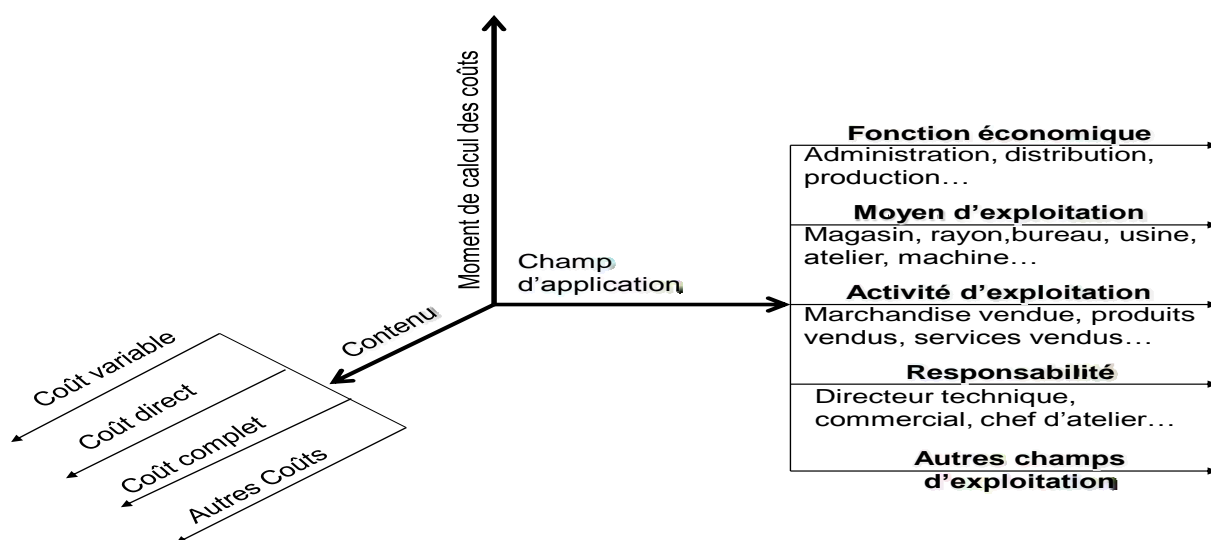 Moment de calcul des coûts
Fonction économique
Administration, distribution,
production…
Moyen d'exploitation
Magasin, rayon,bureau, usine,
atelier, machine…
Champ
d'application
Activité d'exploitation
Marchandise vendue, produits
vendus, services vendus…
Contenu
Responsabilité
Directeur technique,
commercial, chef d'atelier…
Autres champs
d'exploitation
Coût variable
Coût direct
Coût complet
Autres Coûts